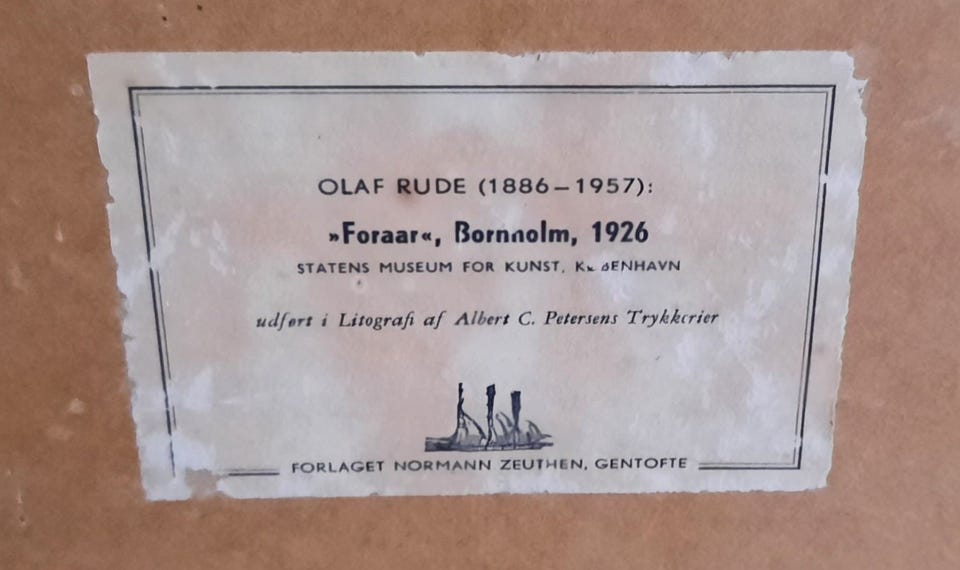 OLAF RUDE (1886–1957):
»Foraar«, Bornholm, 1926
STATENS MUSEUM FOR KUNST, KØBENHAVN
udført i Litografi af Albert C. Petersens Trykkerier
FORLAGET NORMANN ZEUTHEN, GENTOFTE